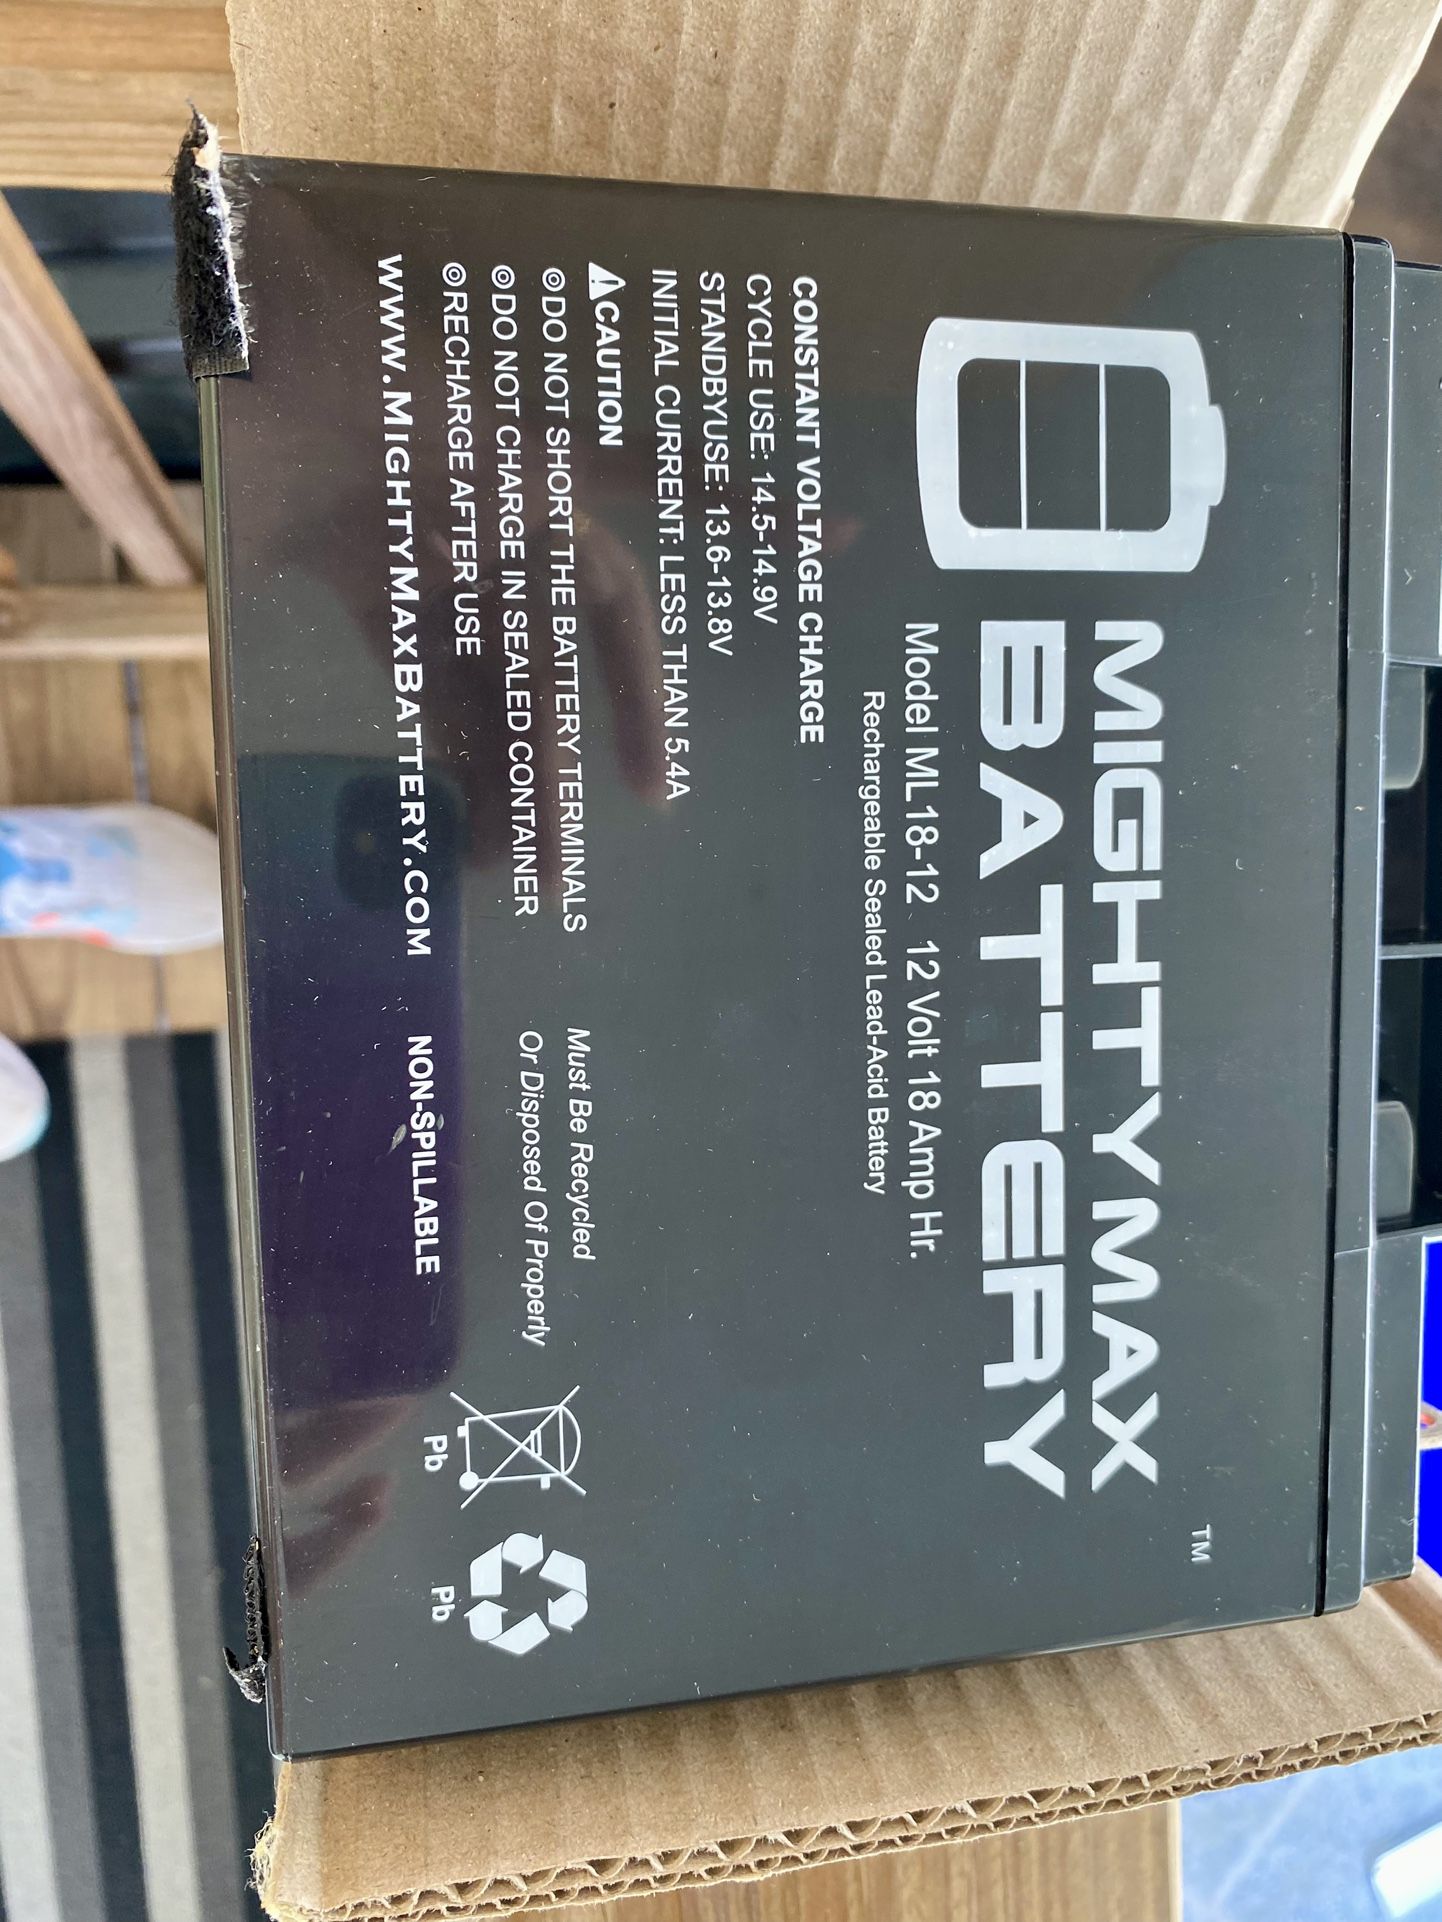 MIGHTYMAX
BATTERY
TM
Model ML18-12 12 Volt 18 Amp Hr.
Rechargeable Sealed Lead-Acid Battery
CONSTANT VOLTAGE CHARGE
CYCLE USE: 14.5-14.9V
STANDBYUSE: 13.6-13.8V
INITIAL CURRENT: LESS THAN 5.4A
CAUTION
DO NOT SHORT THE BATTERY TERMINALS
DO NOT CHARGE IN SEALED CONTAINER
RECHARGE AFTER USE
Must Be Recycled
Or Disposed Of Properly
WWW.MIGHTYMAXBATTERY.COM NON-SPILLABLE
Pb
Pb